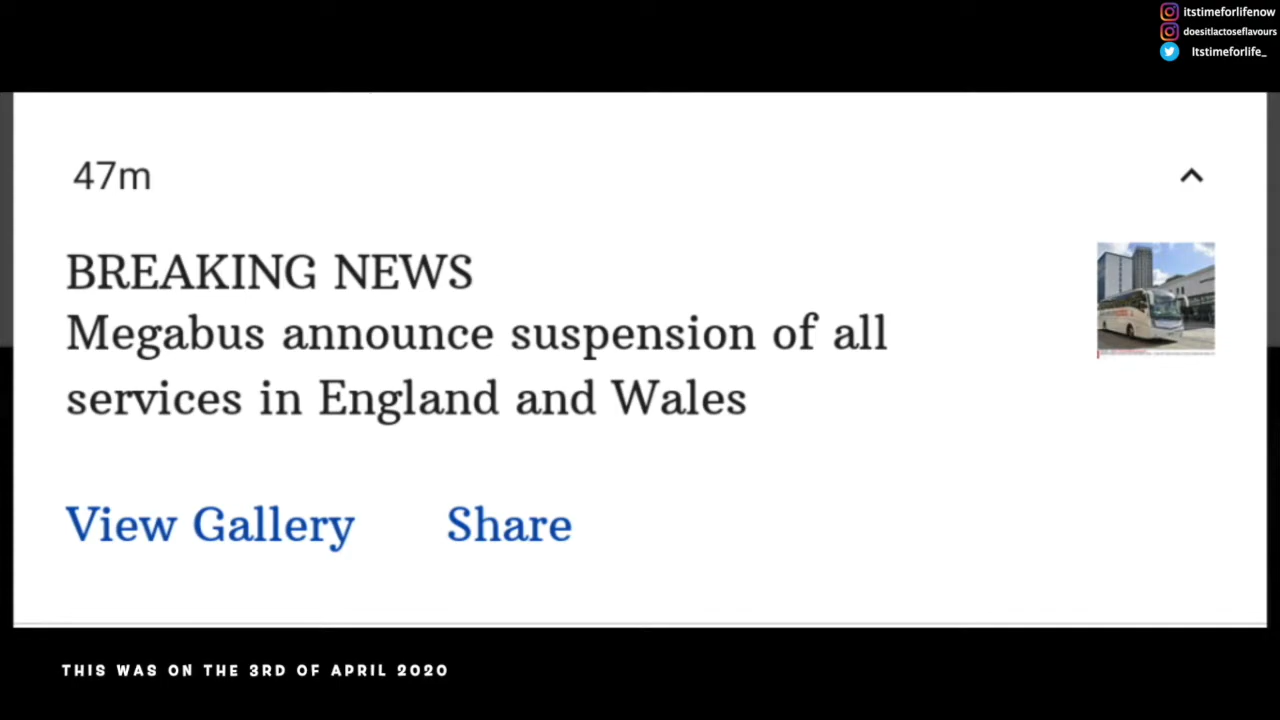 itstimeforlifenow
doesitlactoseflavours
Itstimeforlife_
47m
BREAKING NEWS
Megabus announce suspension of all
services in England and Wales
View Gallery Share
THIS WAS ON THE 3RD OF APRIL 2020